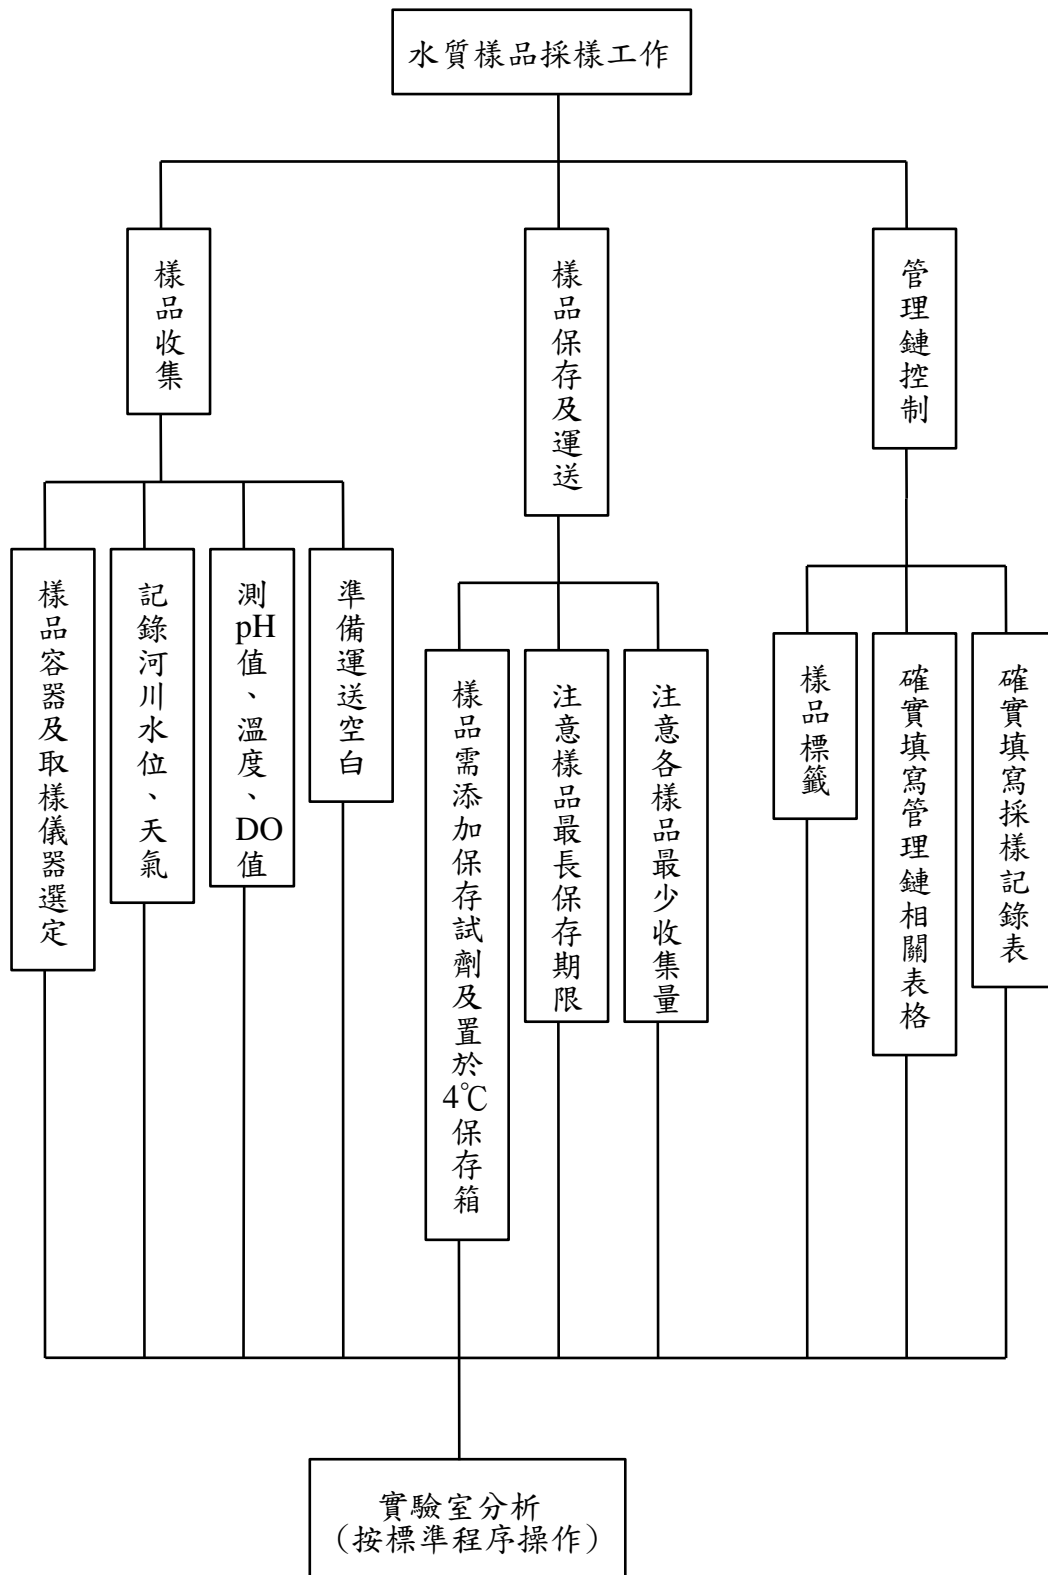 水質樣品採樣工作
樣品收集
樣品保存及運送
管理鏈控制
樣品容器及取樣儀器選定
記錄河川水位、天氣
測pH值、溫度、DO值
準備運送空白
樣品需添加保存試劑及置於4℃保存箱
注意樣品最長保存期限
注意各樣品最少收集量
樣品標籤
確實填寫管理鏈相關表格
確實填寫採樣記錄表
實驗室分析
（按標準程序操作）